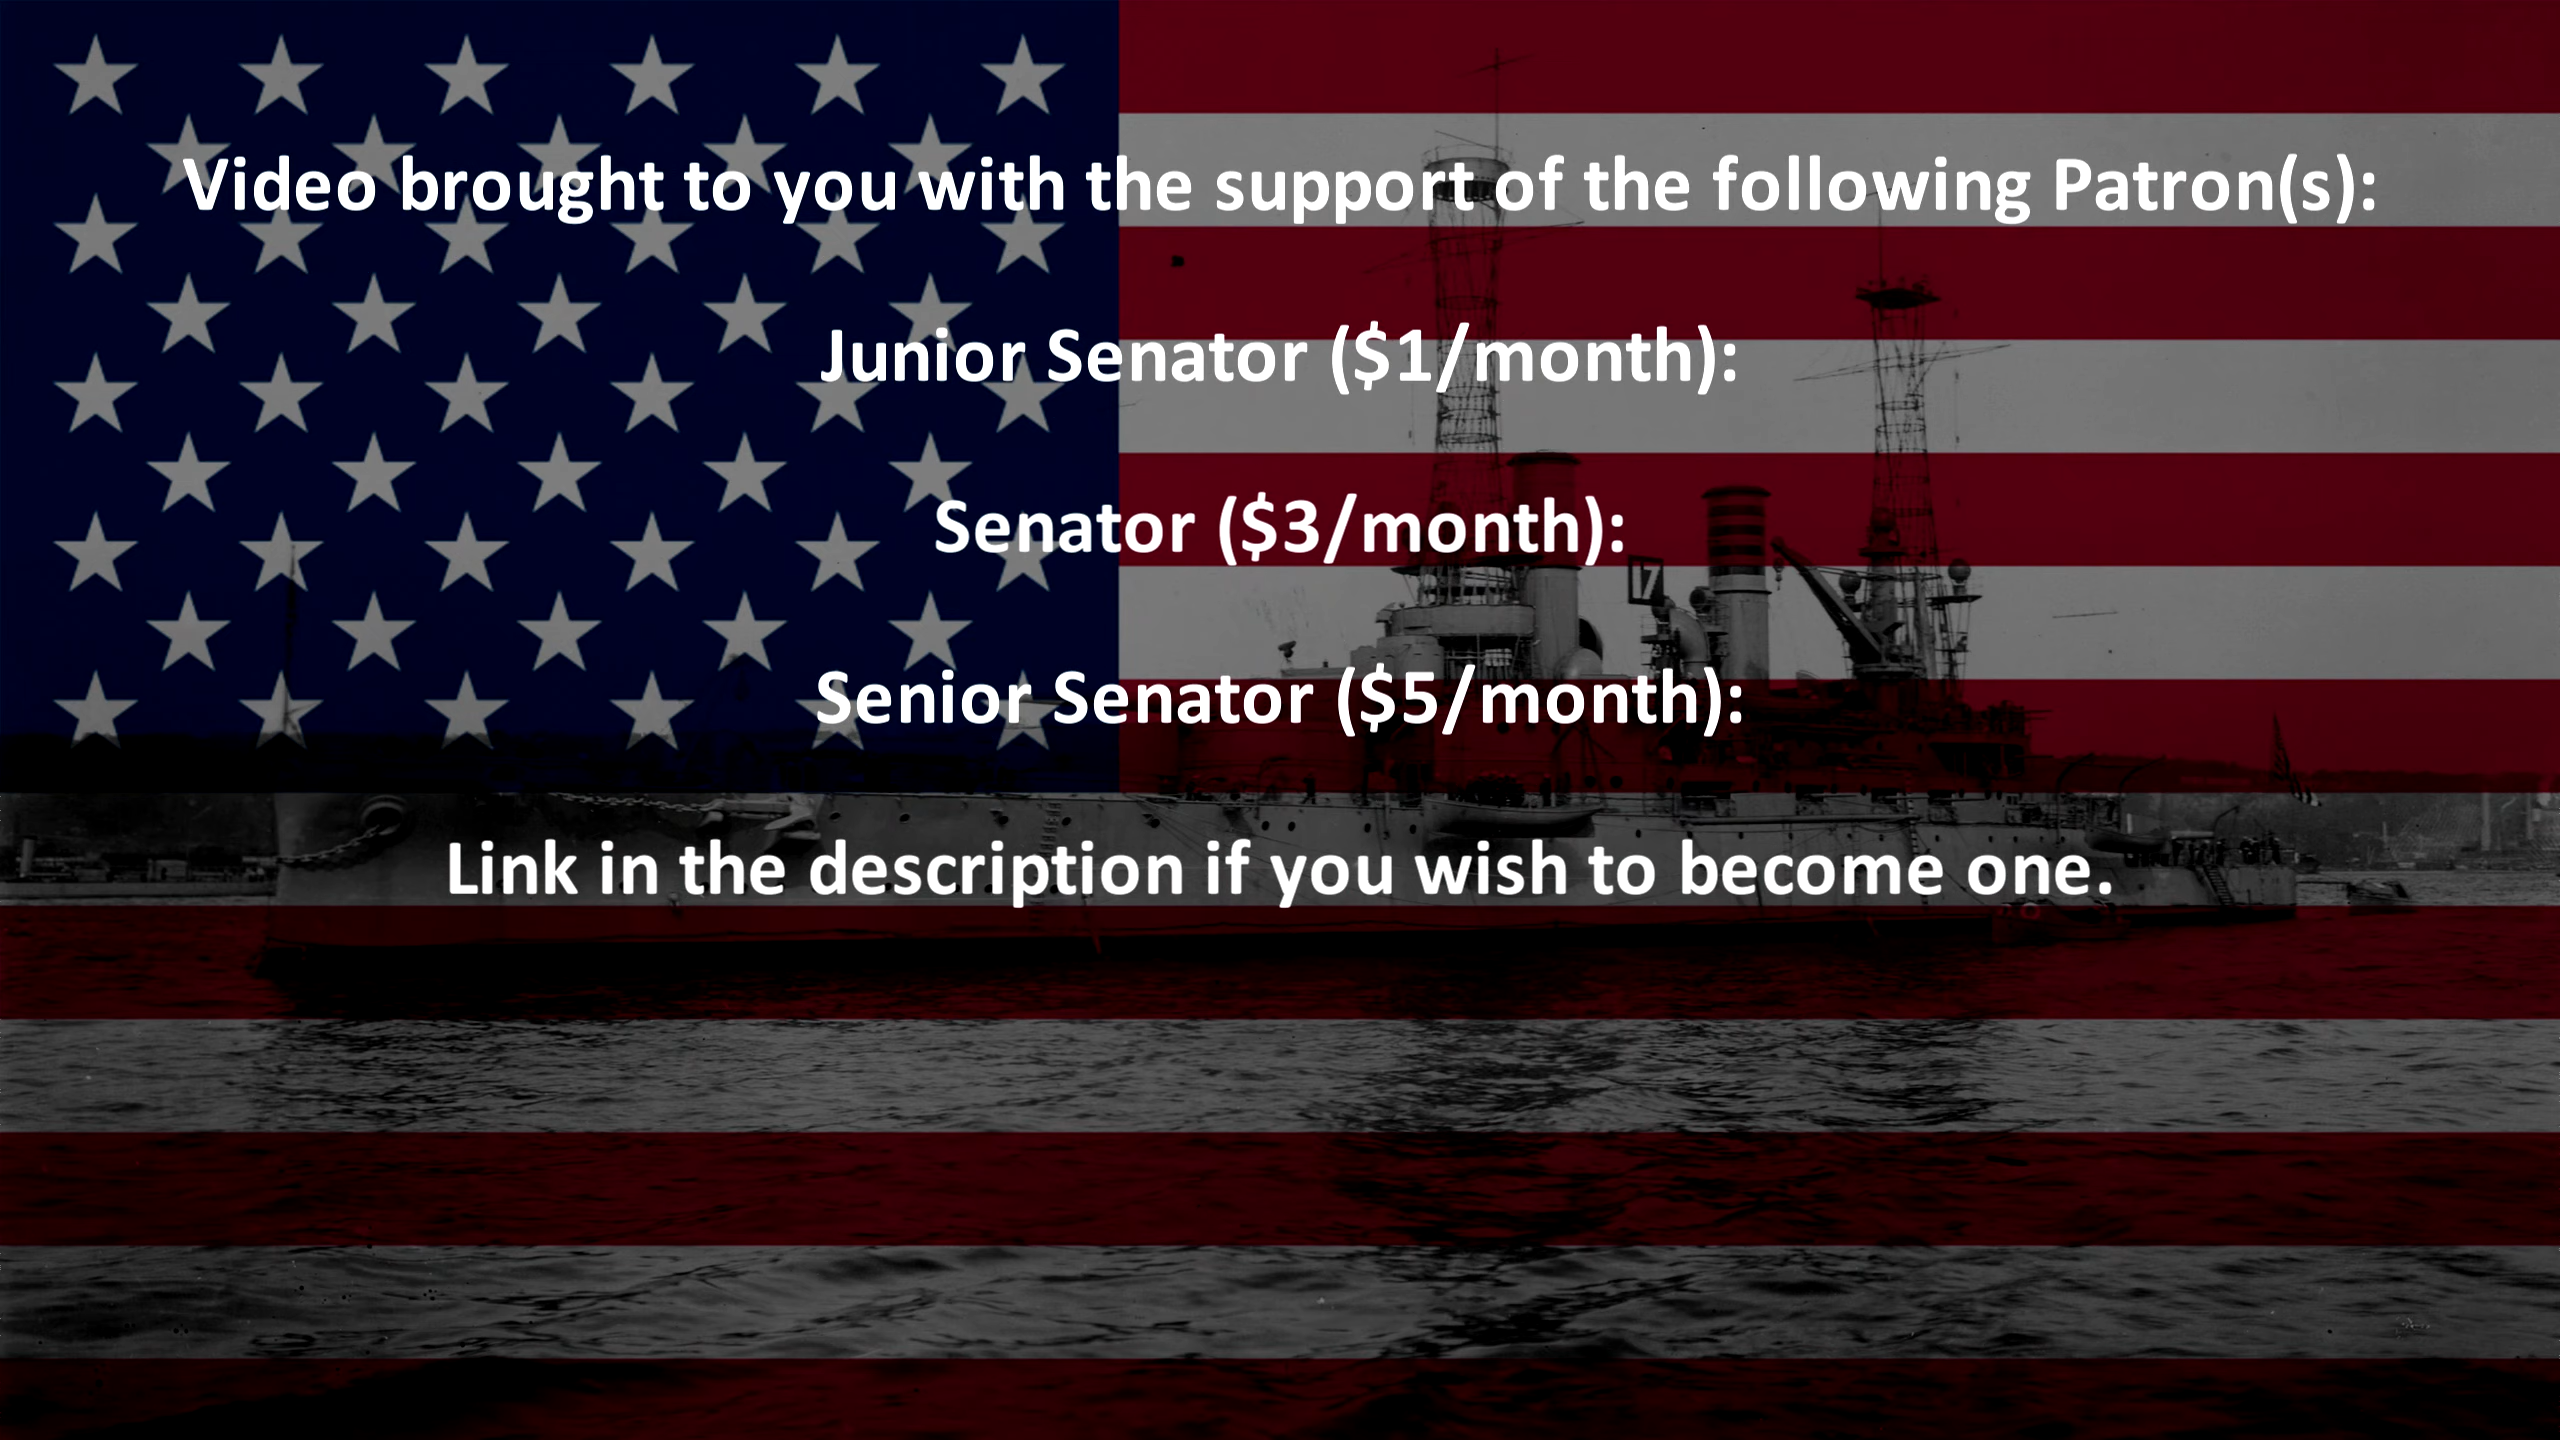 Video brought to you with the support of the following Patron(s):
Junior Senator ($1/month):
Senator ($3/month):
17
Senior Senator ($5/month):
Link in the description if you wish to become one.